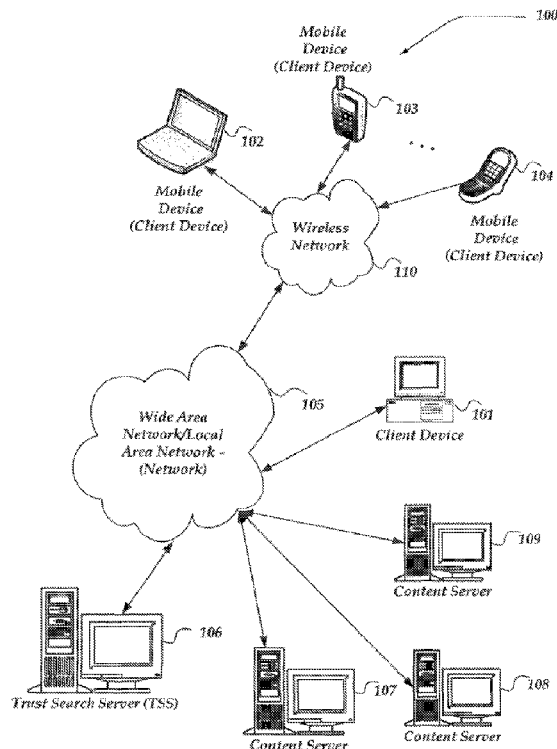 100
Mobile
Device
(Client Device)
103
102
104
Mobile
Device
(Client Device)
Wireless
Network
110
Mobile
Device
(Client Device)
105
Wide Area
Network/Local
Area Network -
(Network)
101
Client Device
109
Content Server
106
Trust Search Server (TSS)
107
Content Server
108
Content Server